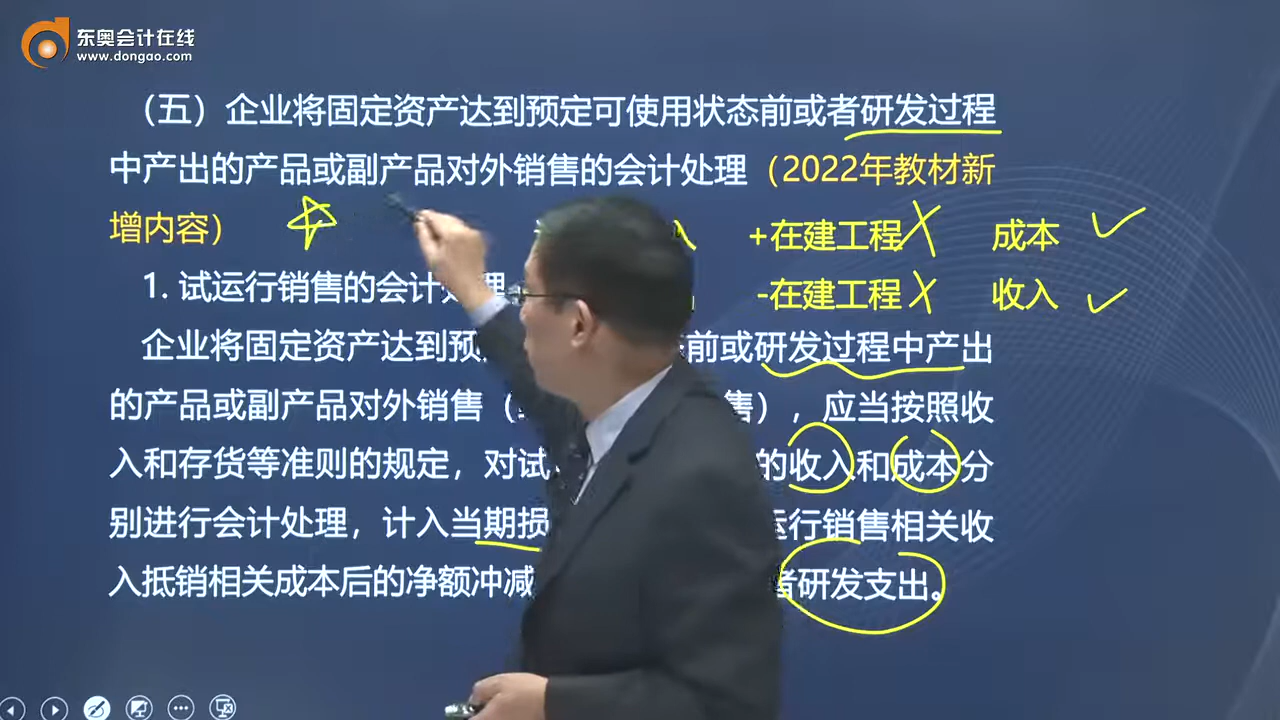 东奥会计在线
www.dongao.com
（五）企业将固定资产达到预定可使用状态前或者研发过程
中产出的产品或副产品对外销售的会计处理（2022年教材新
增内容） +在建工程 成本
1. 试运行销售的会计处理 -在建工程 收入
企业将固定资产达到预 前或研发过程中产出
的产品或副产品对外销售（ 售），应当按照收
入和存货等准则的规定，对试 的收入和成本分
别进行会计处理，计入当期损 运行销售相关收
入抵销相关成本后的净额冲减 者研发支出。